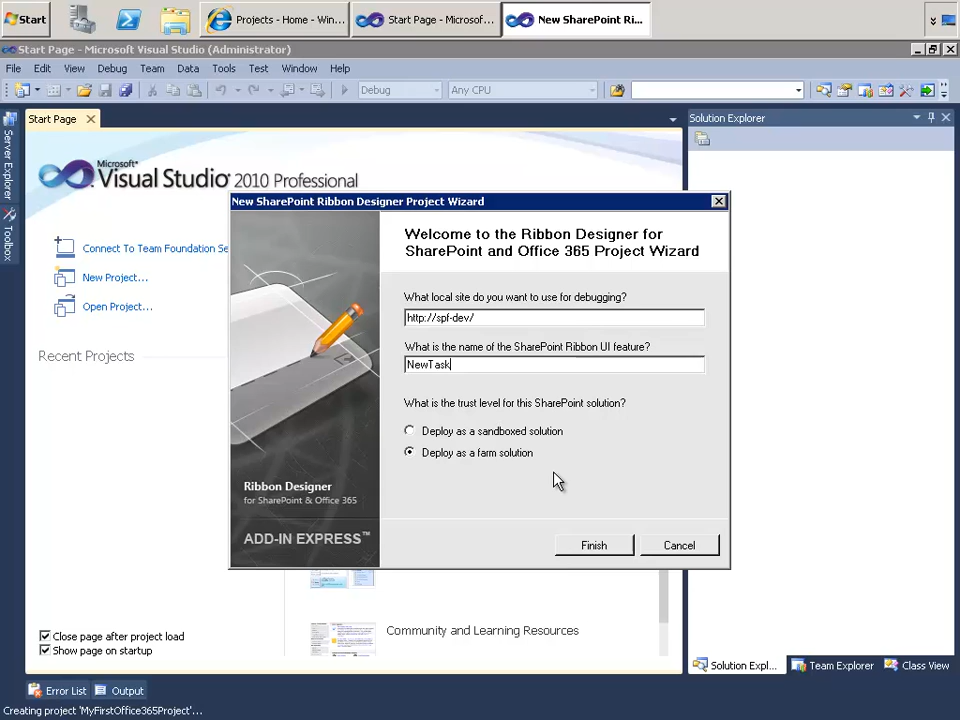 Start
Projects - Home - Win...
Start Page - Microsof...
New SharePoint Ri...
Start Page - Microsoft Visual Studio (Administrator)
File Edit View Debug Team Data Tools Test Window Help
Debug
Any CPU
Start Page
Solution Explorer
Server Explorer
Toolbox
Microsoft®
Visual Studio® 2010 Professional
Connect To Team Foundation Se
New Project...
Open Project...
Recent Projects
New SharePoint Ribbon Designer Project Wizard
Welcome to the Ribbon Designer for
SharePoint and Office 365 Project Wizard
What local site do you want to use for debugging?
http://spf-dev/
What is the name of the SharePoint Ribbon UI feature?
NewTask
What is the trust level for this SharePoint solution?
Deploy as a sandboxed solution
Deploy as a farm solution
Ribbon Designer
for SharePoint & Office 365
ADD-IN EXPRESS™
Finish
Cancel
Community and Learning Resources
Close page after project load
Show page on startup
Solution Expl...
Team Explorer
Class View
Error List
Output
Creating project 'MyFirstOffice365Project'...